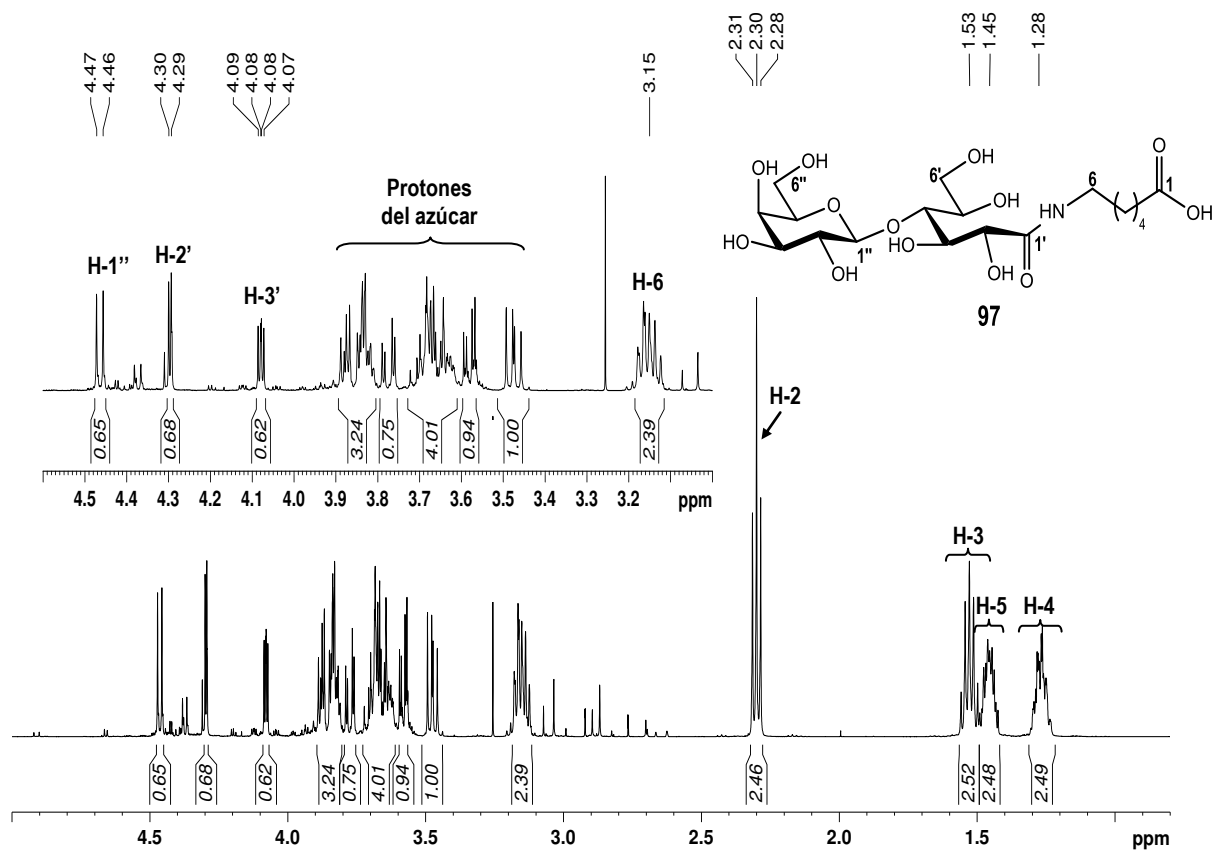 4.47
4.46
4.30
4.29
4.09
4.08
4.08
4.07
3.15
2.31
2.30
2.28
1.53
1.45
1.28
Protones
del azúcar
H-1’’
H-2’
H-3’
H-6
0.65
0.68
0.62
3.24
0.75
4.01
0.94
1.00
2.39
4.5 4.4 4.3 4.2 4.1 4.0 3.9 3.8 3.7 3.6 3.5 3.4 3.3 3.2 ppm
OH
OH
6''
O
HO
OH
1''
O
6'
OH
OH
HO
OH
1'
O
HN
6
4
1
O
OH
97
H-2
H-3
H-5
H-4
0.65
0.68
0.62
3.24
0.75
4.01
0.94
1.00
2.39
2.46
2.52
2.48
2.49
4.5 4.0 3.5 3.0 2.5 2.0 1.5 ppm